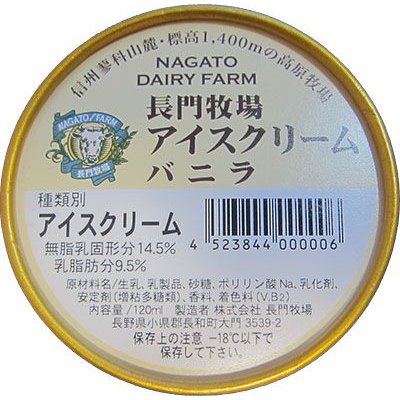 信州蓼科山麓・標高1,400mの高原牧場
NAGATO
DAIRY FARM
長門牧場
アイスクリーム
バニラ
NAGATO FARM
長門牧場
種類別
アイスクリーム
無脂乳固形分14.5%
乳脂肪分9.5%
4 523844 000006
原材料名/生乳、乳製品、砂糖、ポリリン酸Na、乳化剤、
安定剤(増粘多糖類)、香料、着色料(V.B2)
内容量/120ml 製造者 株式会社 長門牧場
長野県小県郡長和町大門 3539-2
保存上の注意 −18℃以下で
保存して下さい。